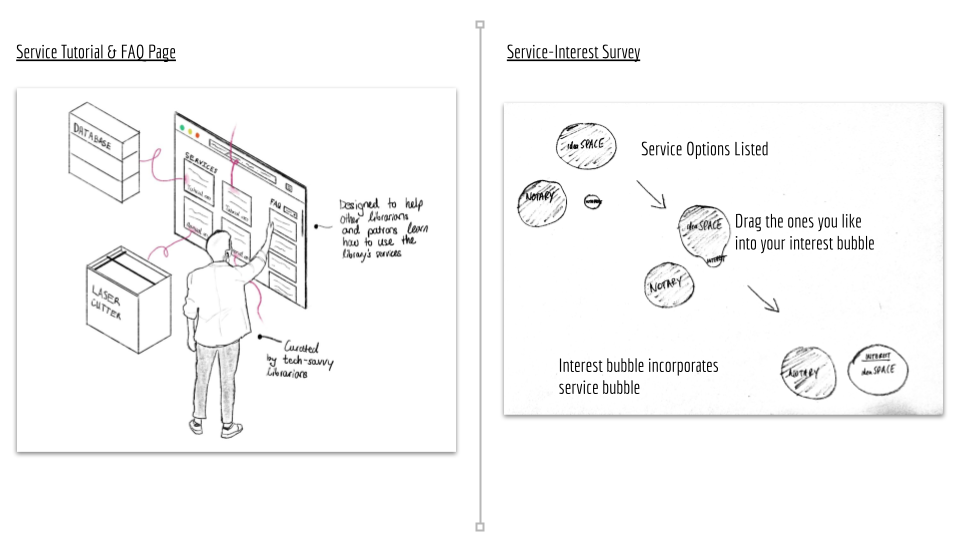 Service Tutorial & FAQ Page
DATABASE
SERVICES
Tutorial
Tutorial
FAQ
LASER
CUTTER
Designed to help
other librarians
and patrons learn
how to use the
library's services
Curated
by tech-savvy
librarians
Service-Interest Survey
idea SPACE
NOTARY
Service Options Listed
idea SPACE
INTEREST
NOTARY
Drag the ones you like
into your interest bubble
Interest bubble incorporates
service bubble
NOTARY
INTEREST
idea SPACE